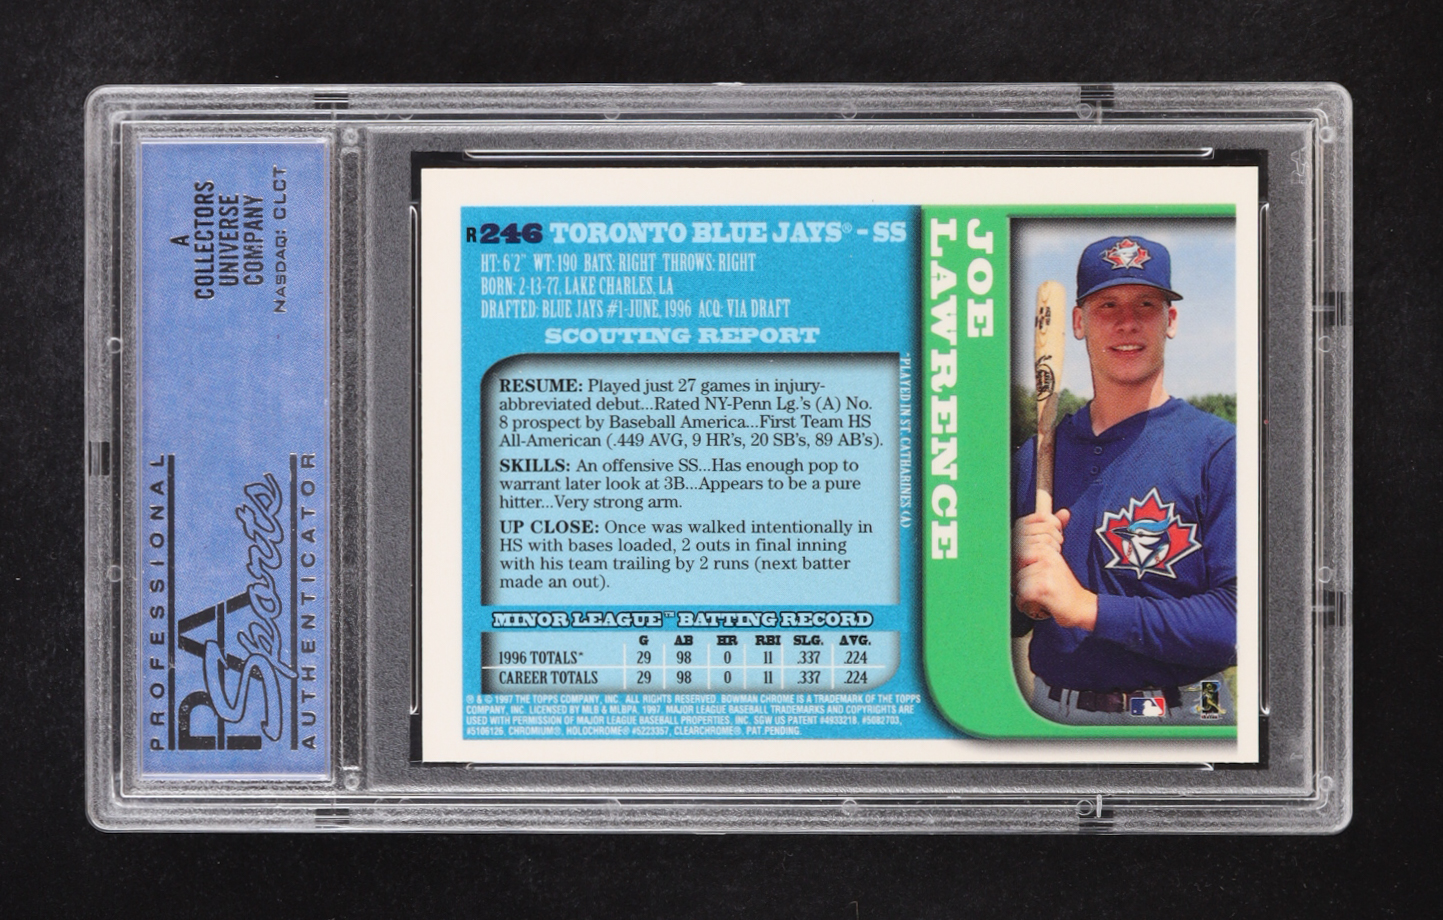 A
COLLECTORS
UNIVERSE
COMPANY
NASDAQ: CLCT
PROFESSIONAL
PSA
Sports
AUTHENTICATOR
R246 TORONTO BLUE JAYS® - SS
HT: 6'2" WT: 190 BATS: RIGHT THROWS: RIGHT
BORN: 2-13-77, LAKE CHARLES, LA
DRAFTED: BLUE JAYS #1-JUNE, 1996 ACQ: VIA DRAFT
SCOUTING REPORT
RESUME: Played just 27 games in injury-
abbreviated debut...Rated NY-Penn Lg.'s (A) No.
8 prospect by Baseball America...First Team HS
All-American (.449 AVG, 9 HR's, 20 SB's, 89 AB's).
SKILLS: An offensive SS...Has enough pop to
warrant later look at 3B...Appears to be a pure
hitter...Very strong arm.
UP CLOSE: Once was walked intentionally in
HS with bases loaded, 2 outs in final inning
with his team trailing by 2 runs (next batter
made an out).
*PLAYED IN ST. CATHARINES (A)
MINOR LEAGUE™ BATTING RECORD
G AB HR RBI SLG. AVG.
1996 TOTALS* 29 98 0 11 .337 .224
CAREER TOTALS 29 98 0 11 .337 .224
® & © 1997 THE TOPPS COMPANY, INC. ALL RIGHTS RESERVED. BOWMAN CHROME IS A TRADEMARK OF THE TOPPS
COMPANY, INC. LICENSED BY MLB & MLBPA, 1997. MAJOR LEAGUE BASEBALL TRADEMARKS AND COPYRIGHTS ARE
USED WITH PERMISSION OF MAJOR LEAGUE BASEBALL PROPERTIES, INC. SGW US PATENT #4933218, #5082703,
#5106126, CHROMIUM®, HOLOCHROME® #5223357, CLEARCHROME®, PAT PENDING.
JOE
LAWRENCE